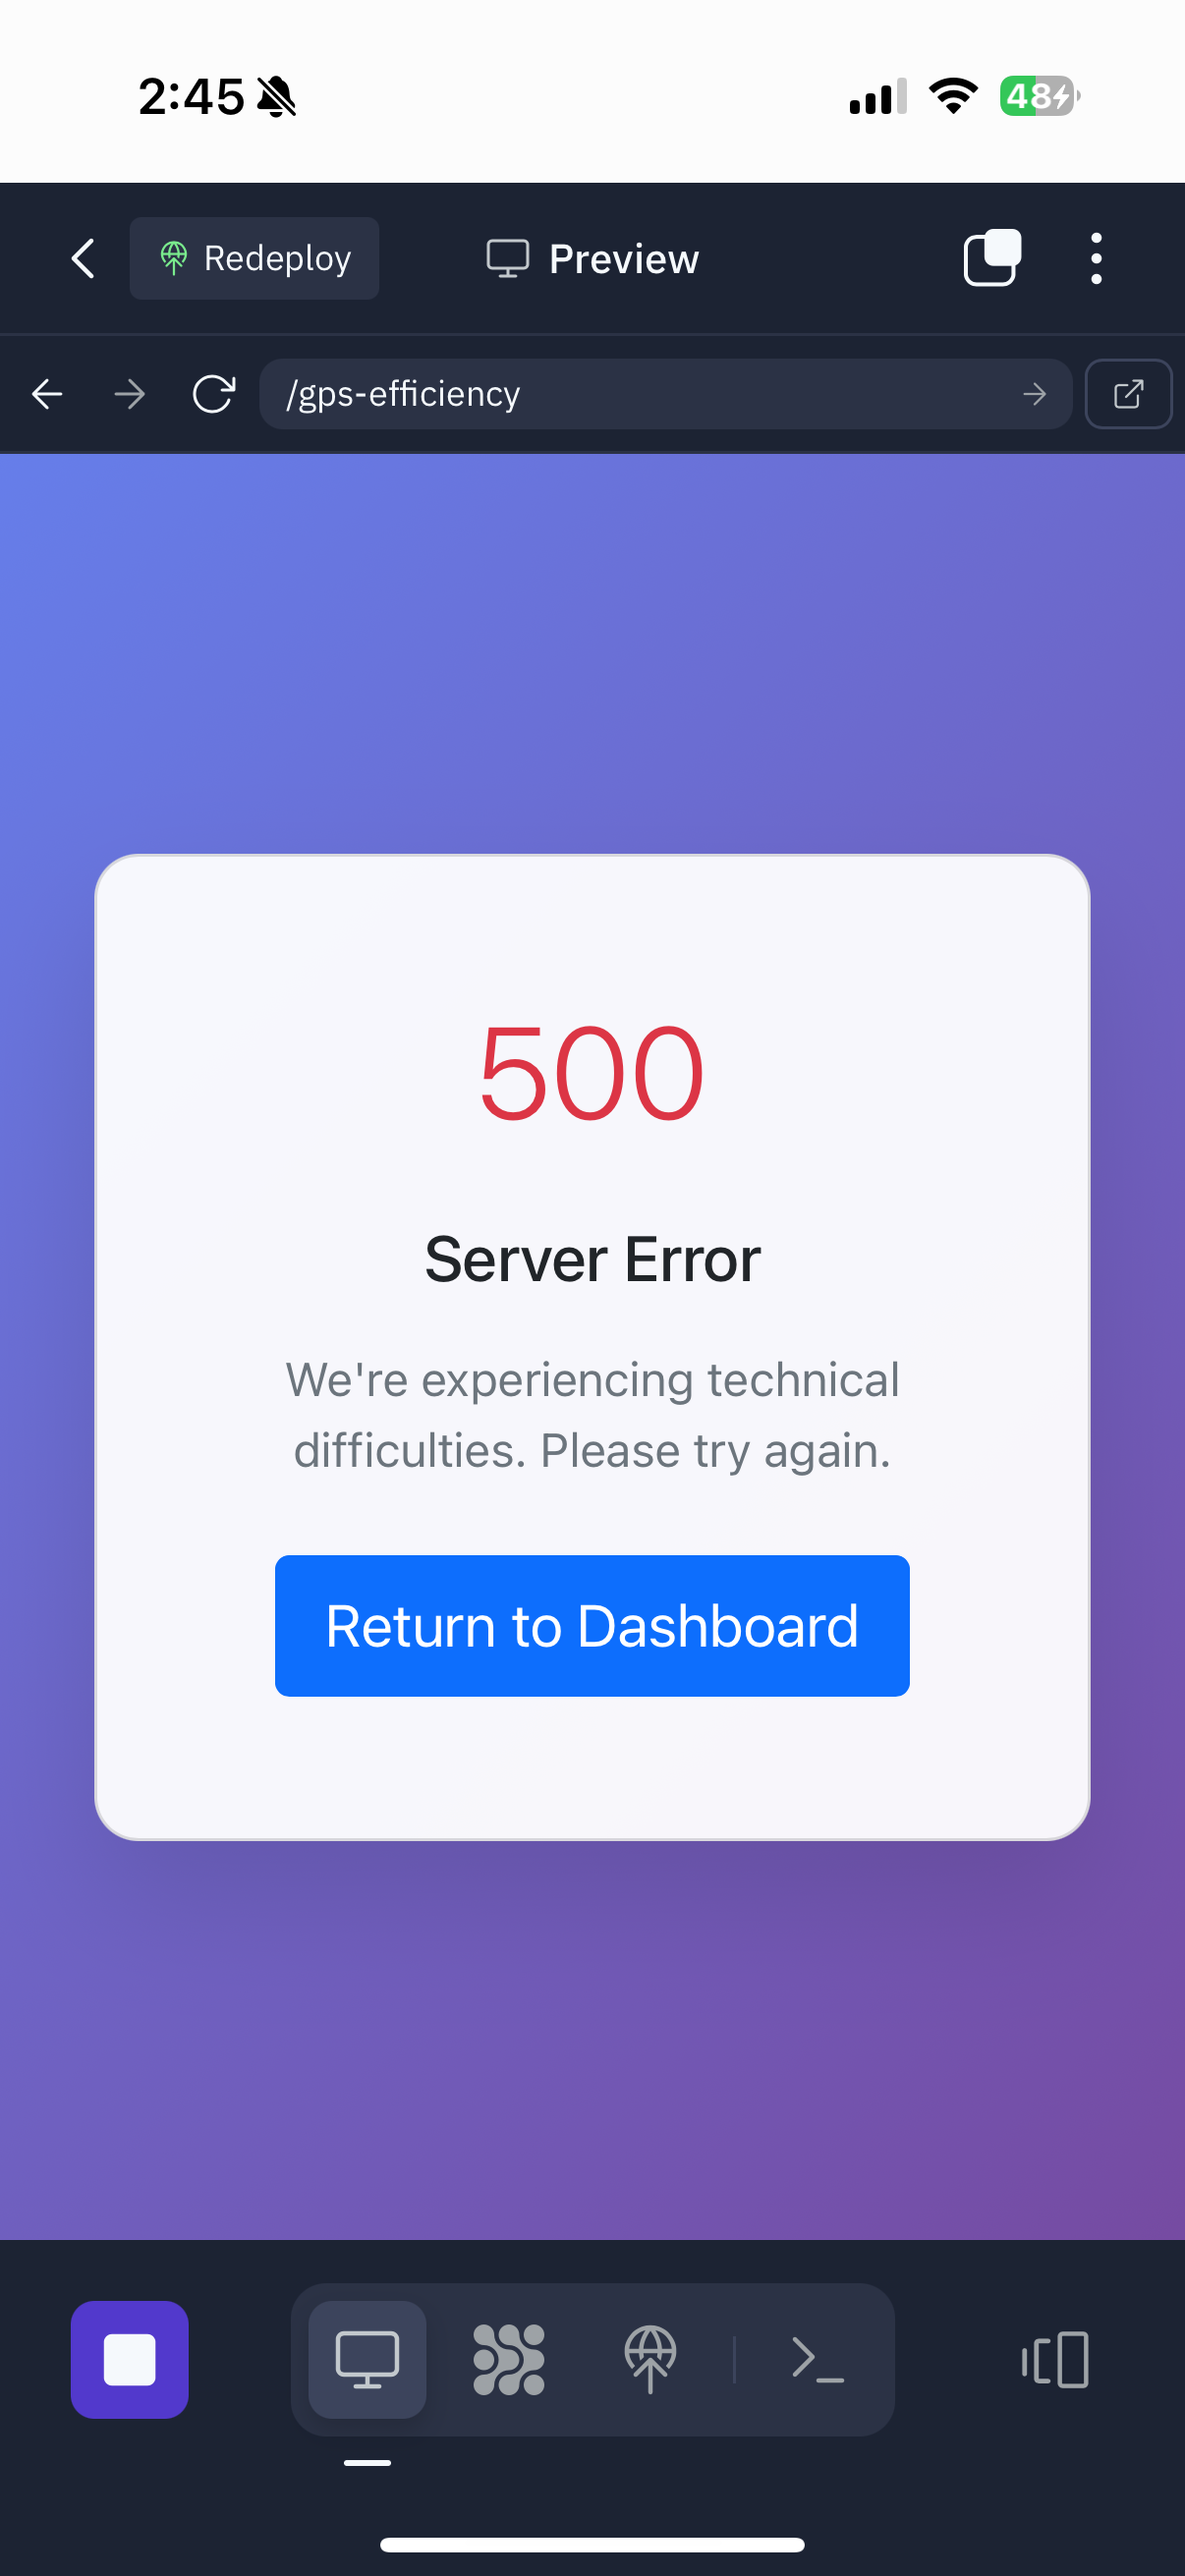 2:45
48
Redeploy
Preview
/gps-efficiency
500
Server Error
We're experiencing technical
difficulties. Please try again.
Return to Dashboard